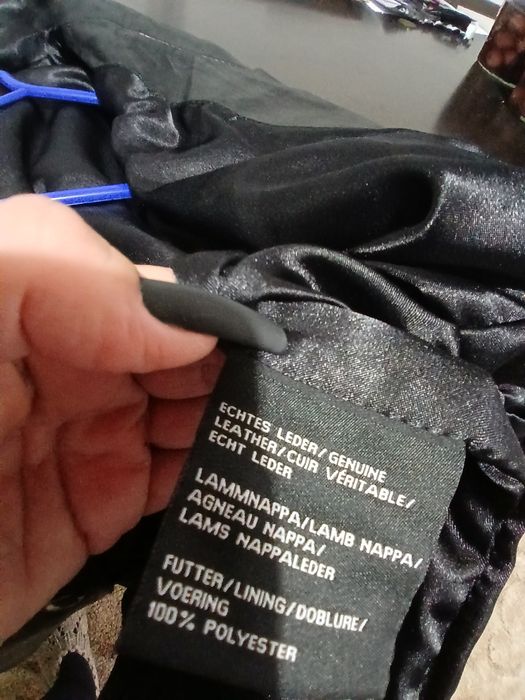 ECHTES LEDER/GENUINE
LEATHER/CUIR VÉRITABLE/
ECHT LEDER
LAMMNAPPA/LAMB NAPPA/
AGNEAU NAPPA/
LAMS NAPPALEDER
FUTTER/LINING/DOBLURE/
VOERING
100% POLYESTER